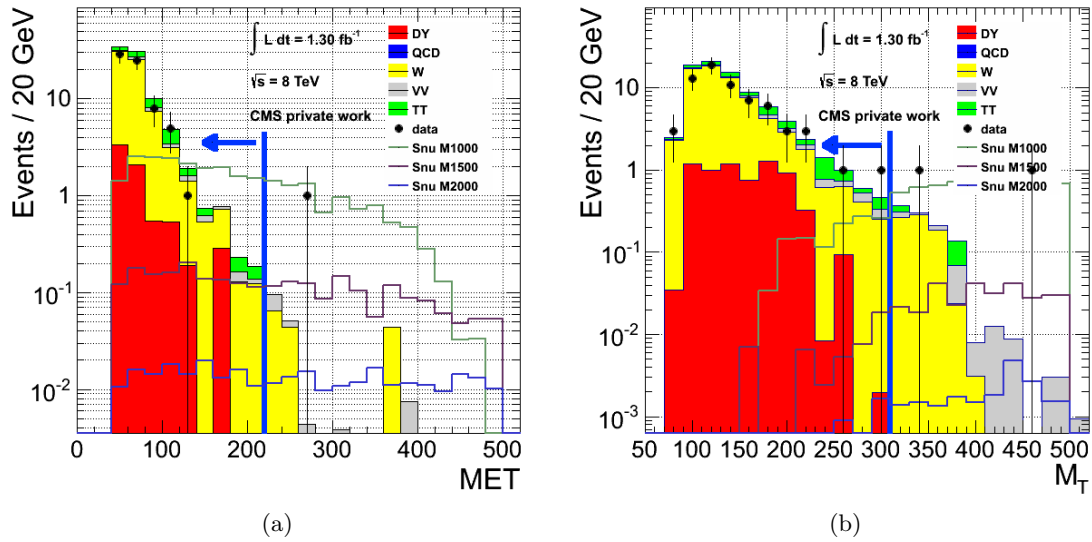 Events / 20 GeV
10
1
10⁻¹
10⁻²
∫ L dt = 1.30 fb⁻¹
√s = 8 TeV
CMS private work
DY
QCD
W
VV
TT
data
Snu M1000
Snu M1500
Snu M2000
0 100 200 300 400 500
MET
(a)
Events / 20 GeV
10²
10
1
10⁻¹
10⁻²
10⁻³
∫ L dt = 1.30 fb⁻¹
√s = 8 TeV
CMS private work
DY
QCD
W
VV
TT
data
Snu M1000
Snu M1500
Snu M2000
50 100 150 200 250 300 350 400 450 500
M_T
(b)